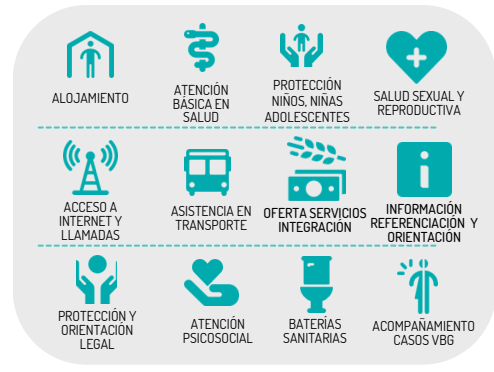 ALOJAMIENTO
ATENCIÓN
BÁSICA EN
SALUD
PROTECCIÓN
NIÑOS, NIÑAS
ADOLESCENTES
SALUD SEXUAL Y
REPRODUCTIVA
ACCESO A
INTERNET Y
LLAMADAS
ASISTENCIA EN
TRANSPORTE
OFERTA SERVICIOS
INTEGRACIÓN
INFORMACIÓN
REFERENCIACIÓN Y
ORIENTACIÓN
PROTECCIÓN Y
ORIENTACIÓN
LEGAL
ATENCIÓN
PSICOSOCIAL
BATERÍAS
SANITARIAS
ACOMPAÑAMIENTO
CASOS VBG